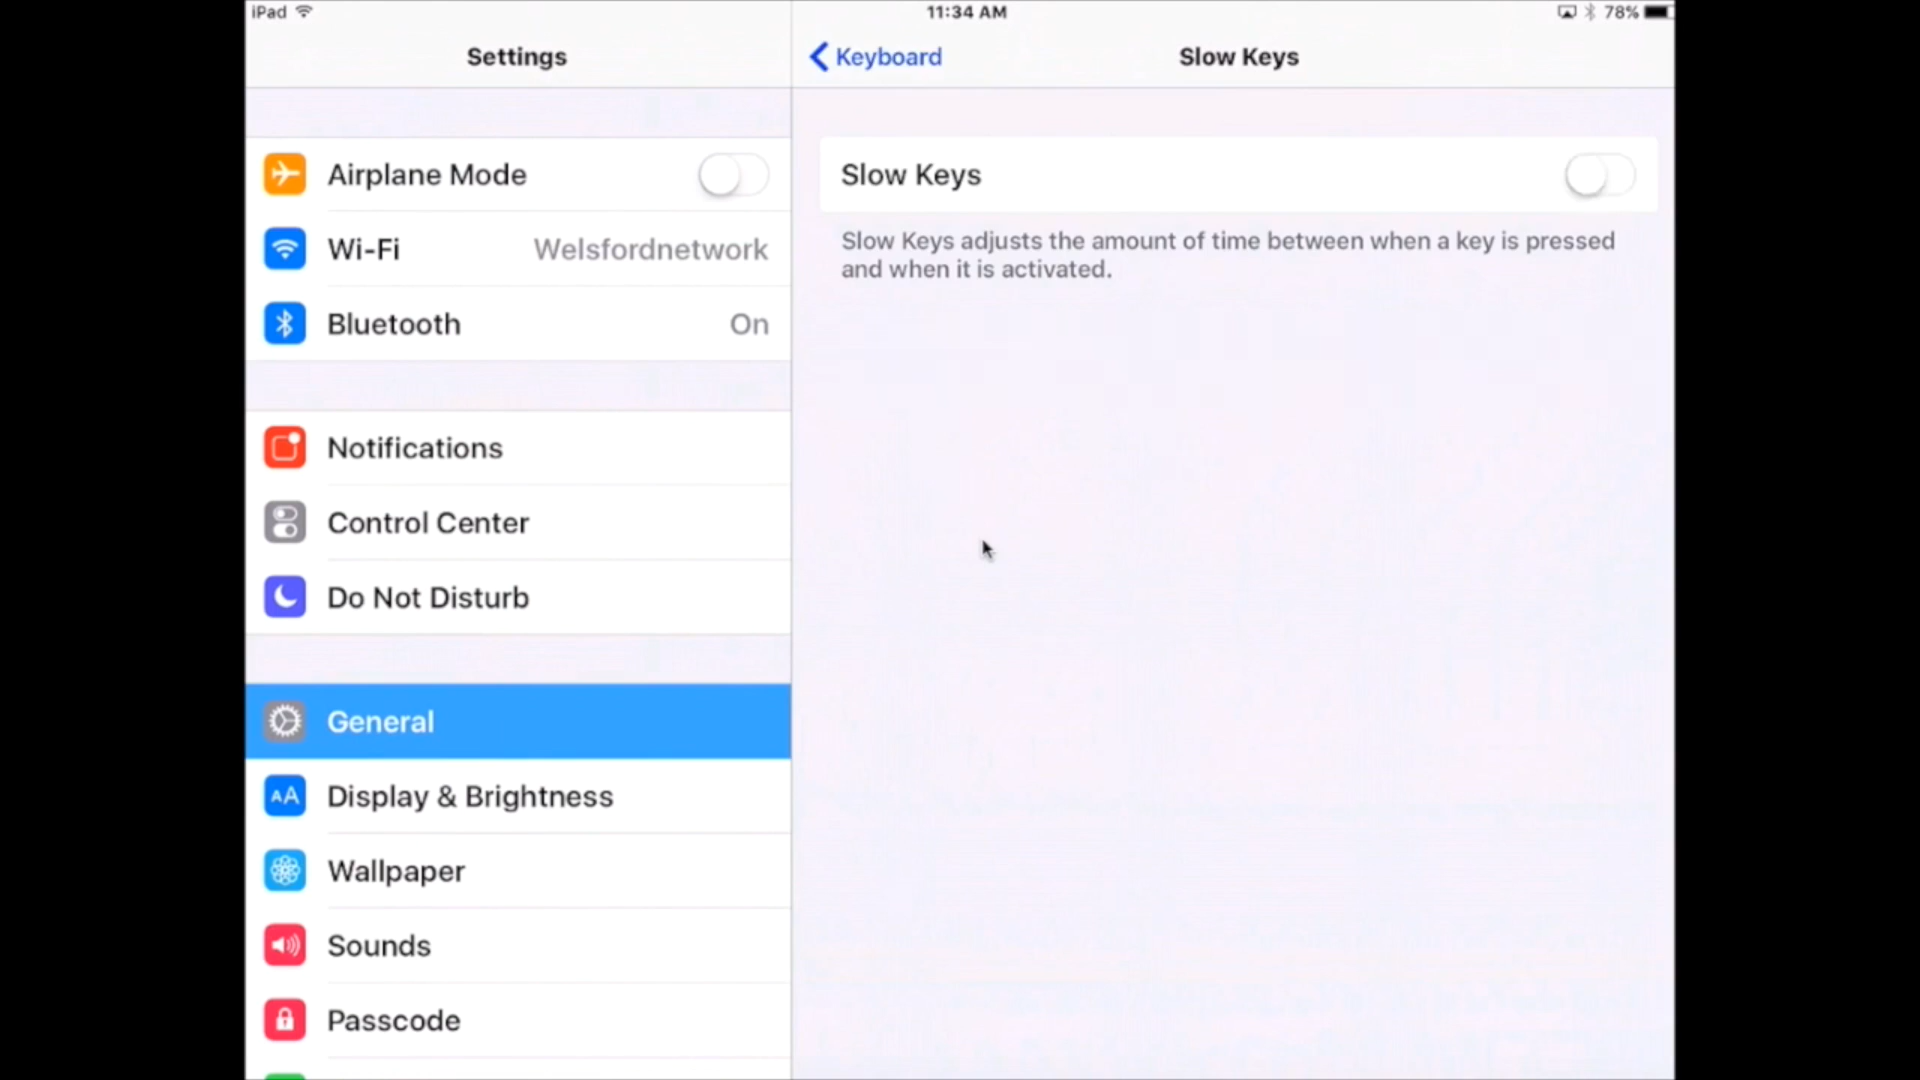 iPad
11:34 AM
78%
Settings
Keyboard
Slow Keys
Airplane Mode
Wi-Fi
Welsfordnetwork
Bluetooth
On
Notifications
Control Center
Do Not Disturb
General
AA
Display & Brightness
Wallpaper
Sounds
Passcode
Slow Keys
Slow Keys adjusts the amount of time between when a key is pressed
and when it is activated.